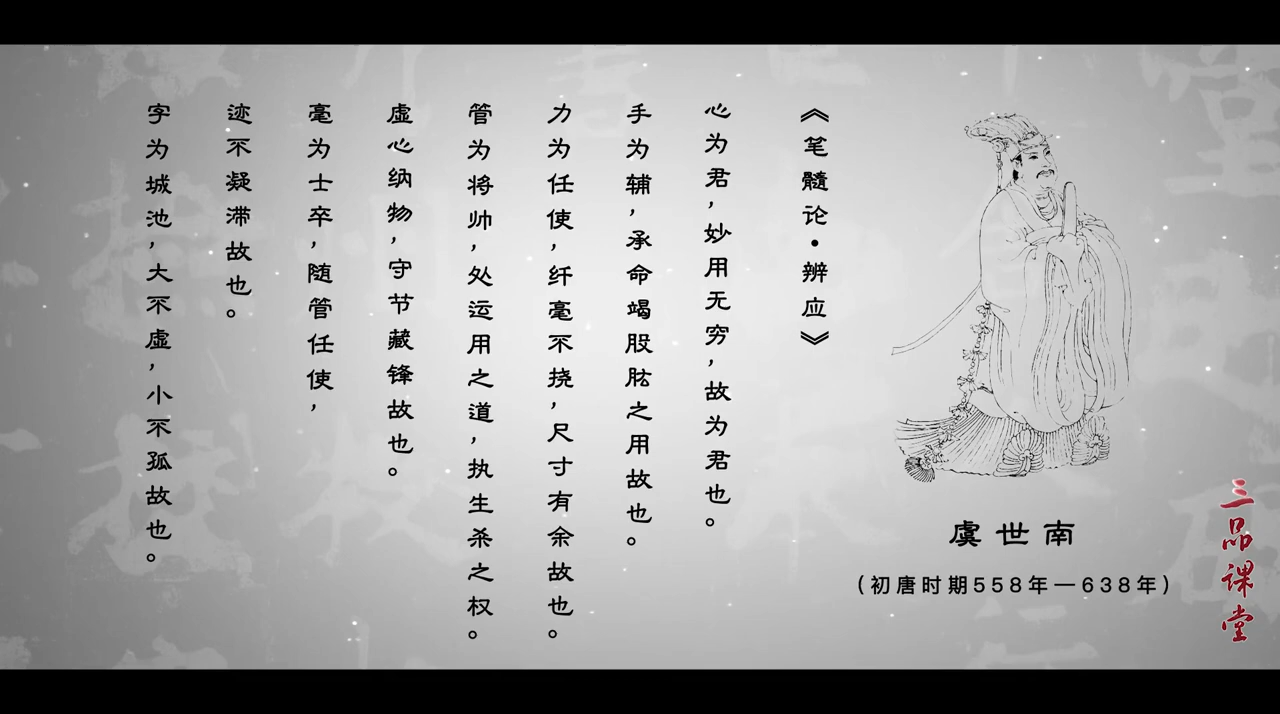 《笔髓论·辨应》
心为君，妙用无穷，故为君也。
手为辅，承命竭股肱之用故也。
力为任使，纤毫不挠，尺寸有余故也。
管为将帅，处运用之道，执生杀之权。
虚心纳物，守节藏锋故也。
毫为士卒，随管任使，
迹不凝滞故也。
字为城池，大不虚，小不孤故也。
虞世南
（初唐时期558年—638年）
三品课堂